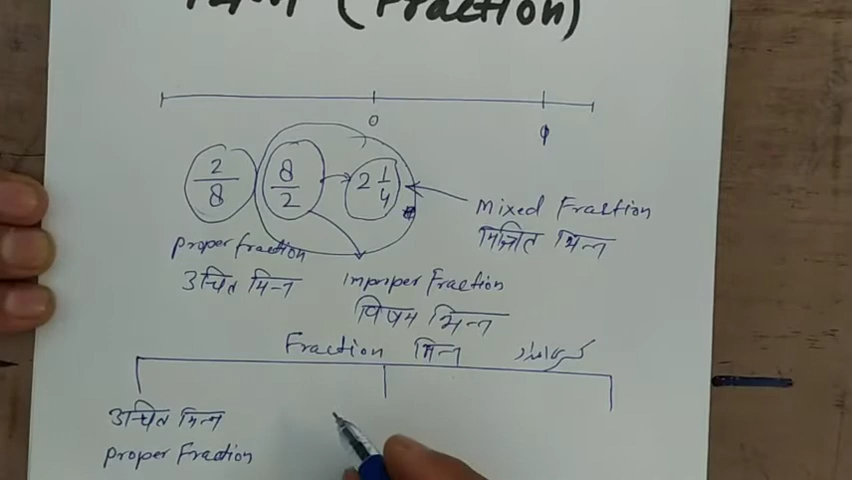 भिन्न (Fraction)
0 1
2/8 8/2 2 1/4
Mixed Fraction
मिश्रित भिन्न
Proper fraction
उचित भिन्न
Improper Fraction
विषम भिन्न
Fraction भिन्न
उचित भिन्न
Proper Fraction